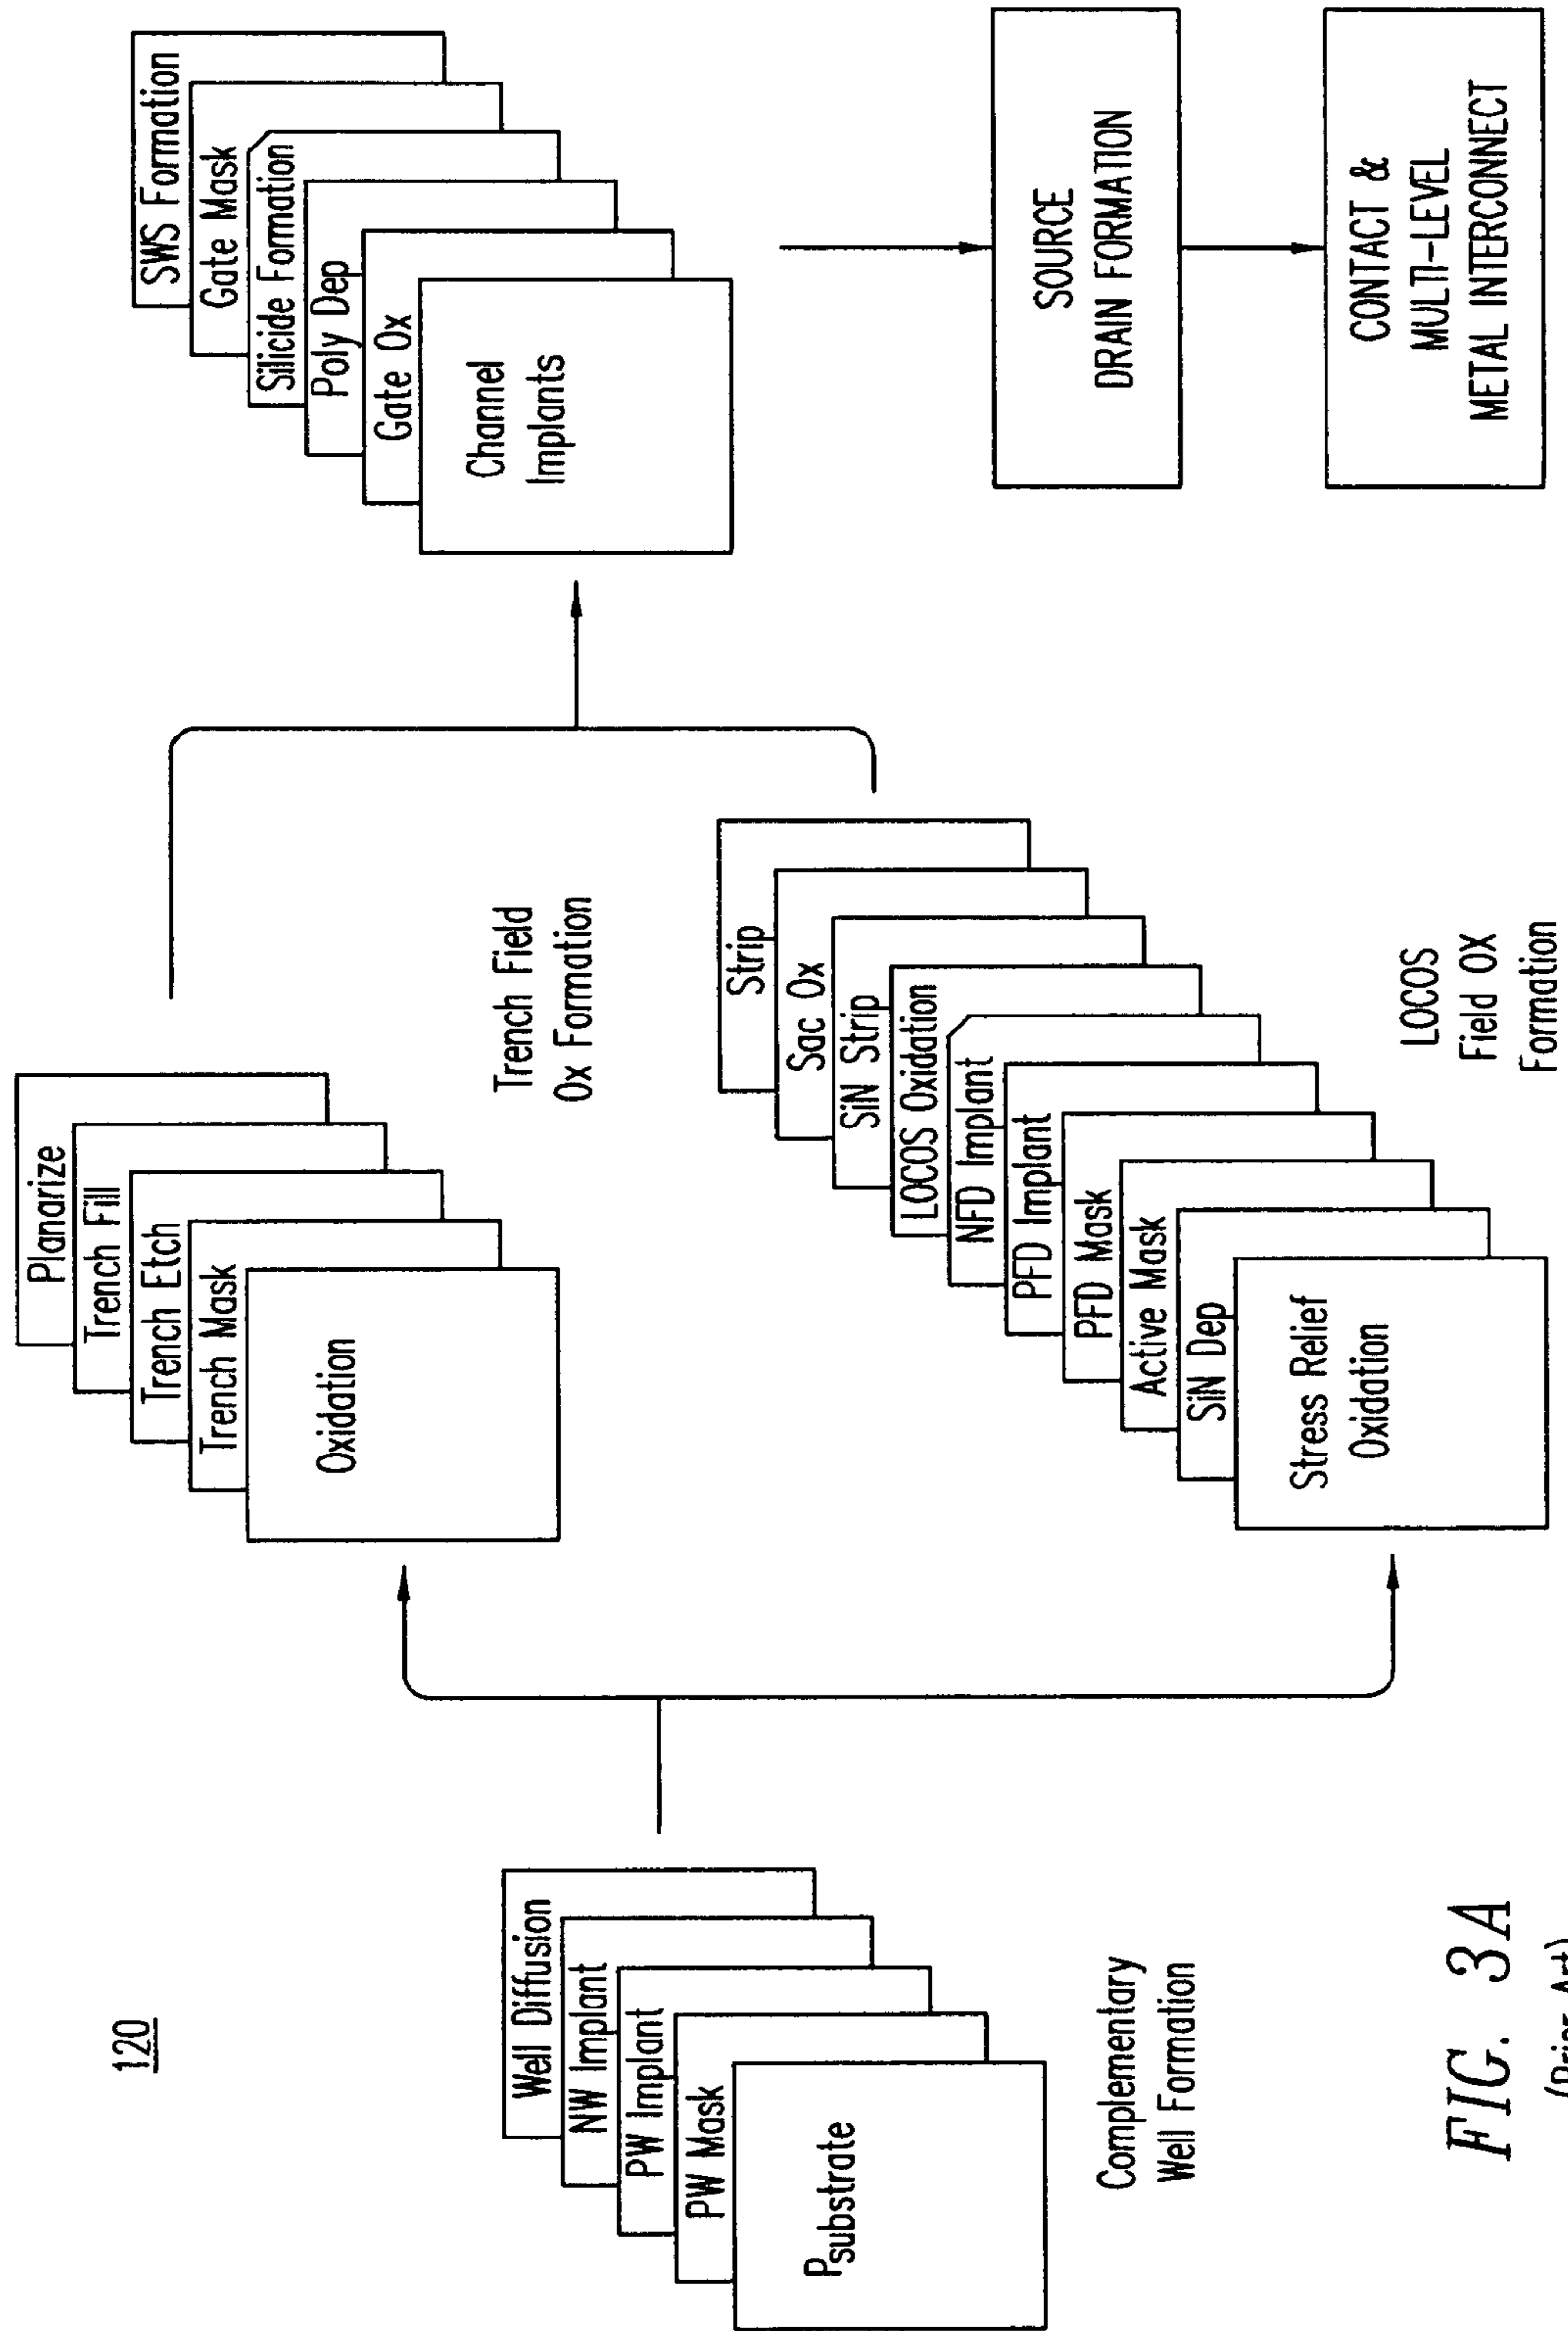 120
Well Diffusion
NW Implant
PW Implant
PW Mask
Psubstrate
Complementary
Well Formation
Planarize
Trench Fill
Trench Etch
Trench Mask
Oxidation
Trench Field
Ox Formation
Strip
Sac Ox
SiN Strip
LOCOS Oxidation
NFD Implant
PFD Implant
PFD Mask
Active Mask
SiN Dep
Stress Relief
Oxidation
LOCOS
Field OX
Formation
SWS Formation
Gate Mask
Silicide Formation
Poly Dep
Gate Ox
Channel
Implants
SOURCE
DRAIN FORMATION
CONTACT &
MULTI-LEVEL
METAL INTERCONNECT
FIG. 3A
(Prior Art)